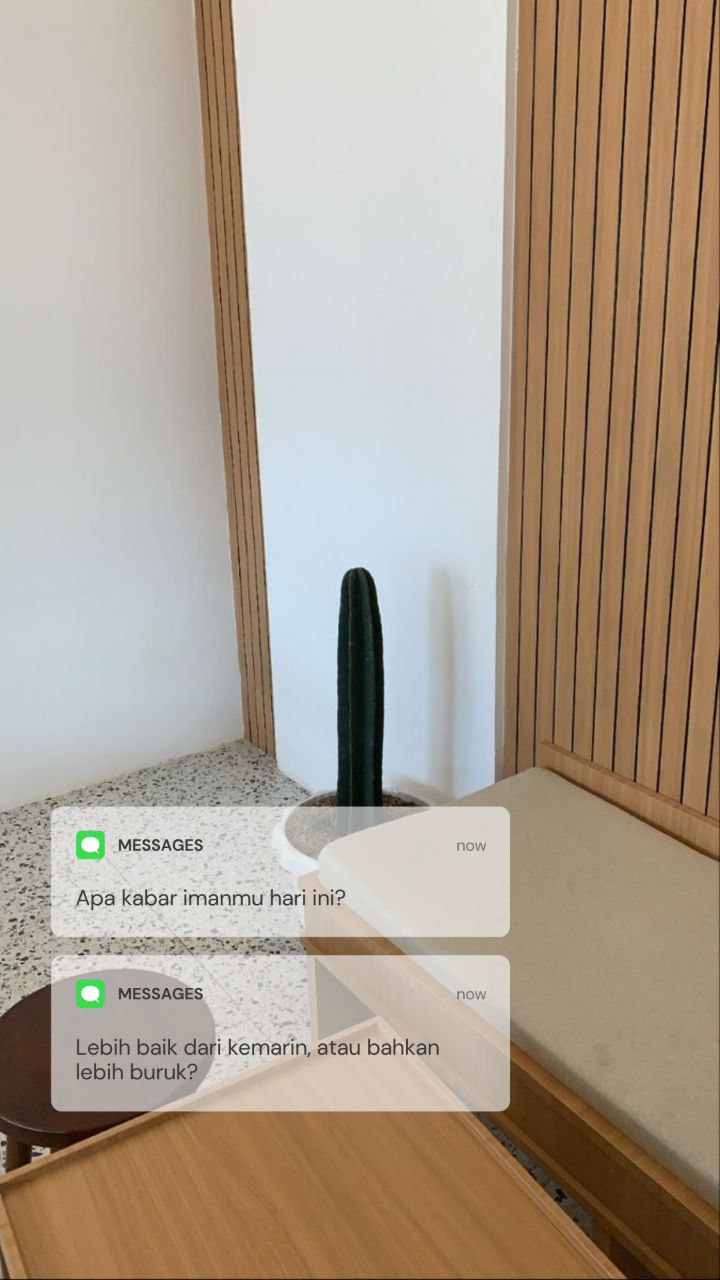 MESSAGES now
Apa kabar imanmu hari ini?
MESSAGES now
Lebih baik dari kemarin, atau bahkan
lebih buruk?